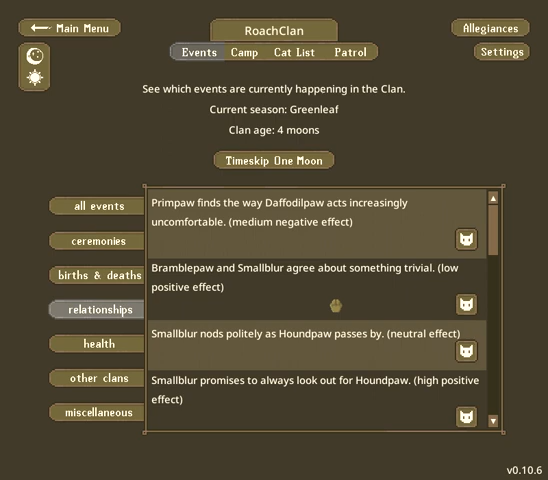 Main Menu
RoachClan
Allegiances
Events
Camp
Cat List
Patrol
Settings
See which events are currently happening in the Clan.
Current season: Greenleaf
Clan age: 4 moons
Timeskip One Moon
all events
ceremonies
births & deaths
relationships
health
other clans
miscellaneous
Primpaw finds the way Daffodilpaw acts increasingly
uncomfortable. (medium negative effect)
Bramblepaw and Smallblur agree about something trivial. (low
positive effect)
Smallblur nods politely as Houndpaw passes by. (neutral effect)
Smallblur promises to always look out for Houndpaw. (high positive
effect)
v0.10.6